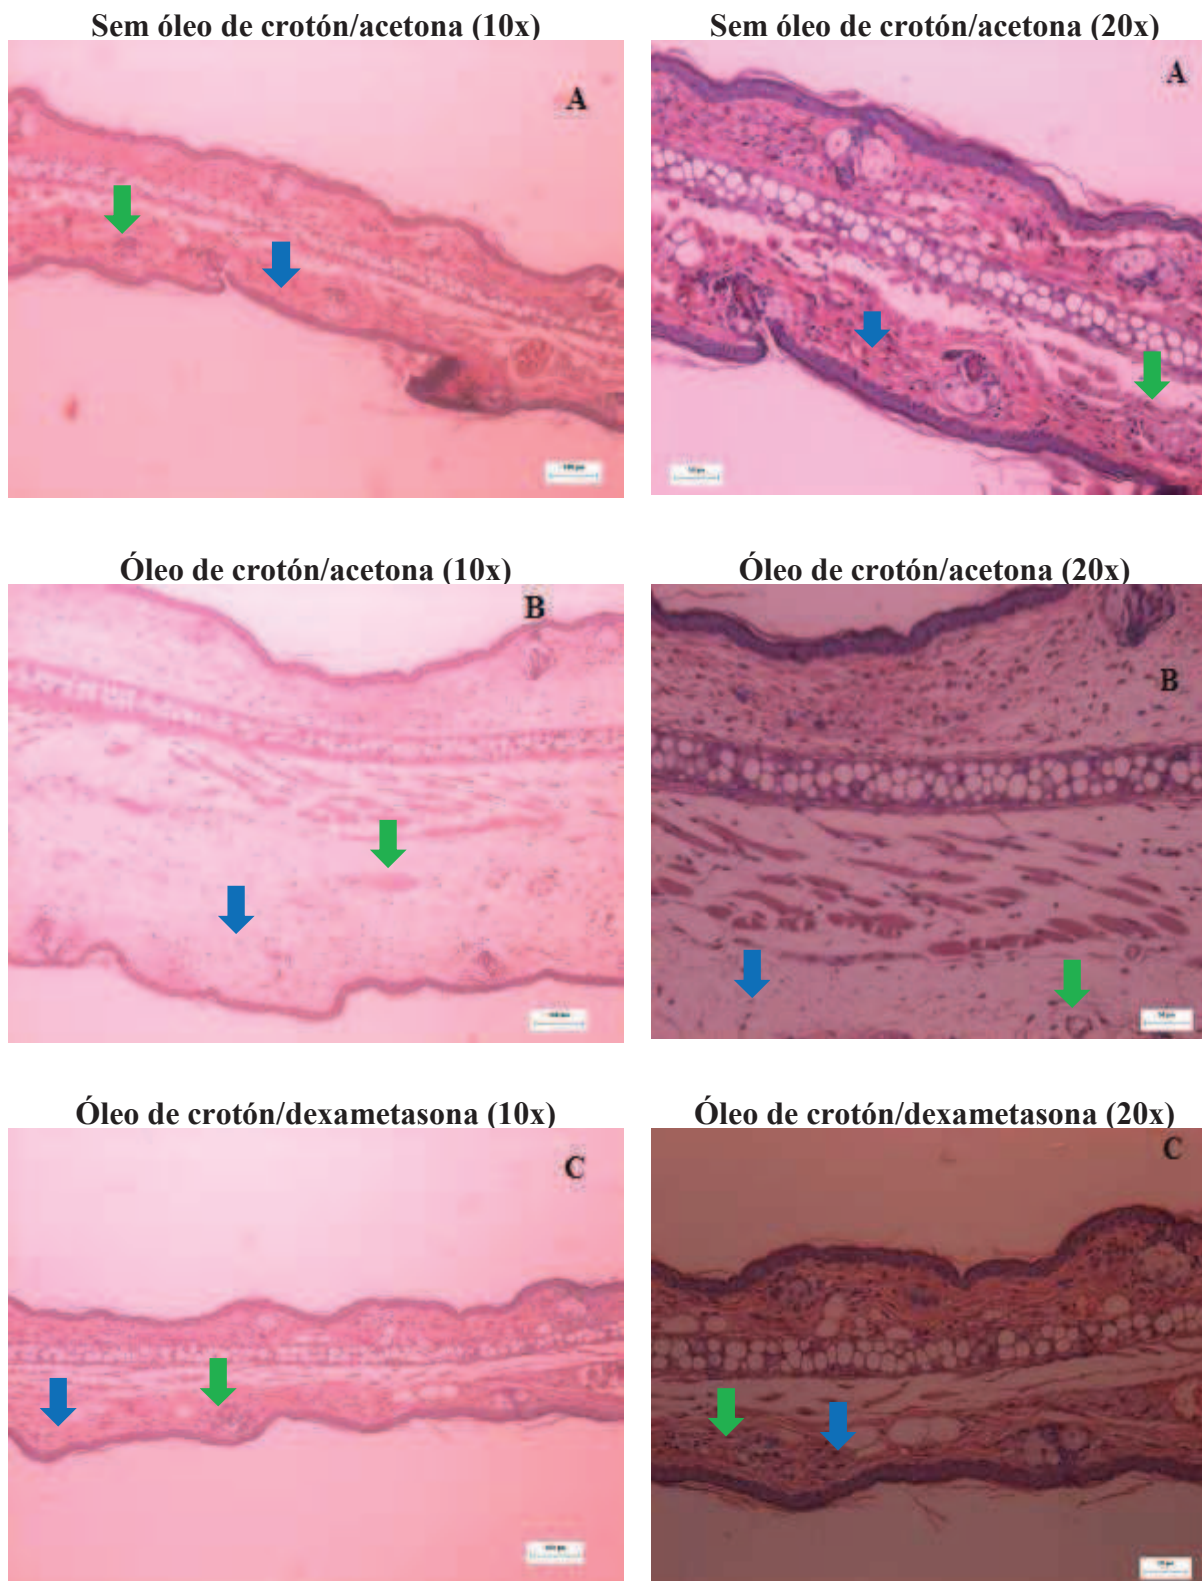 Sem óleo de crotón/acetona (10x)
Sem óleo de crotón/acetona (20x)
A
A
Óleo de crotón/acetona (10x)
Óleo de crotón/acetona (20x)
B
B
Óleo de crotón/dexametasona (10x)
Óleo de crotón/dexametasona (20x)
C
C